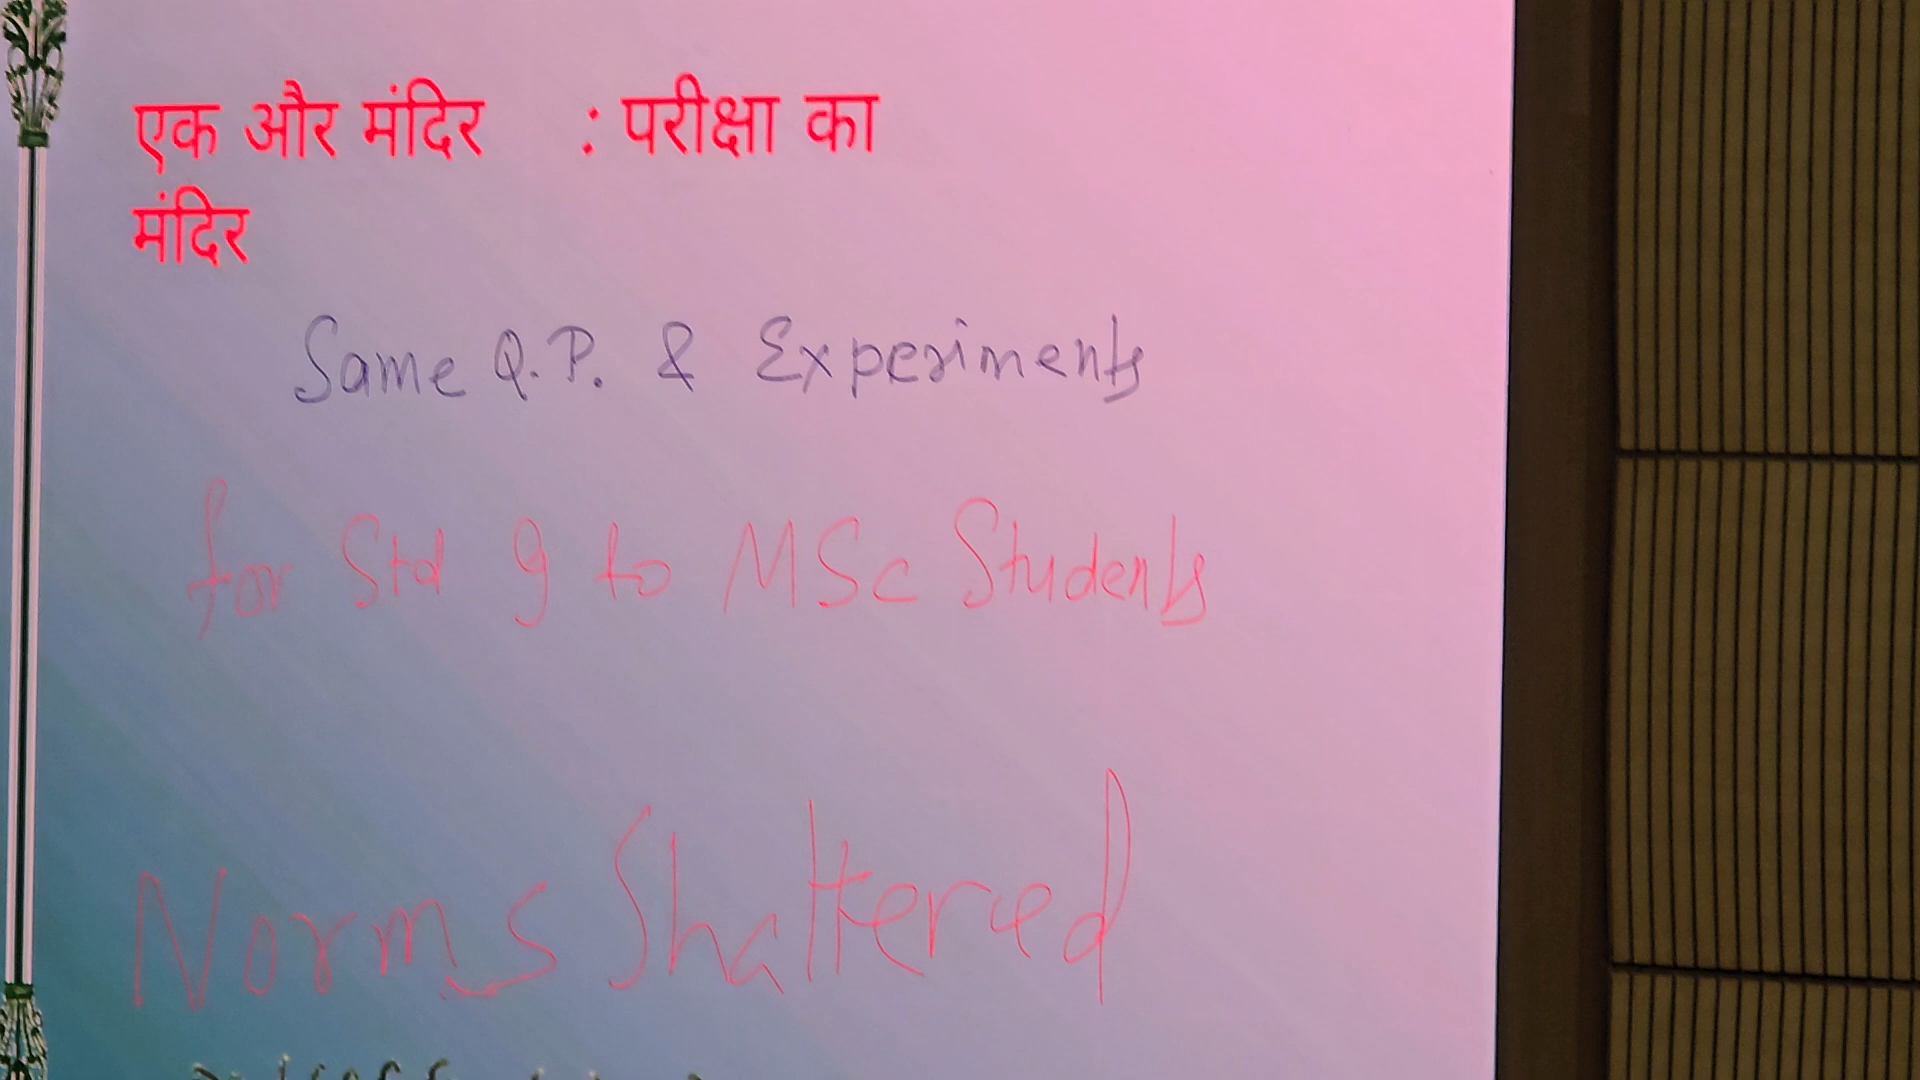 एक और मंदिर : परीक्षा का
मंदिर
Same Q.P. & Experiments
for Std 9 to MSc Students
Norms Shattered